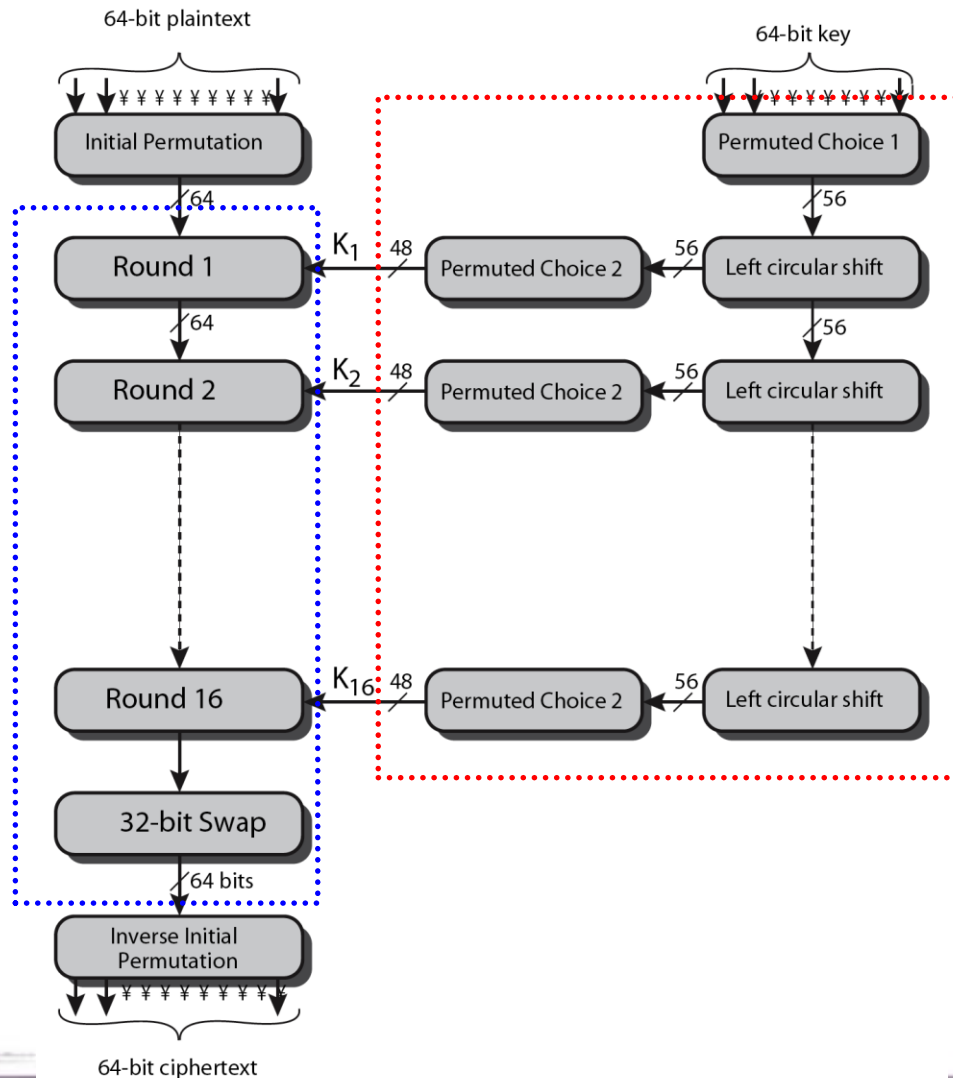 64-bit plaintext
64-bit key
¥ ¥ ¥ ¥ ¥ ¥ ¥ ¥ ¥
¥ ¥ ¥ ¥ ¥ ¥ ¥ ¥ ¥
Initial Permutation
Permuted Choice 1
64
56
Round 1
K1
48
Permuted Choice 2
56
Left circular shift
64
56
Round 2
K2
48
Permuted Choice 2
56
Left circular shift
Round 16
K16
48
Permuted Choice 2
56
Left circular shift
32-bit Swap
64 bits
Inverse Initial
Permutation
¥ ¥ ¥ ¥ ¥ ¥ ¥ ¥ ¥
64-bit ciphertext